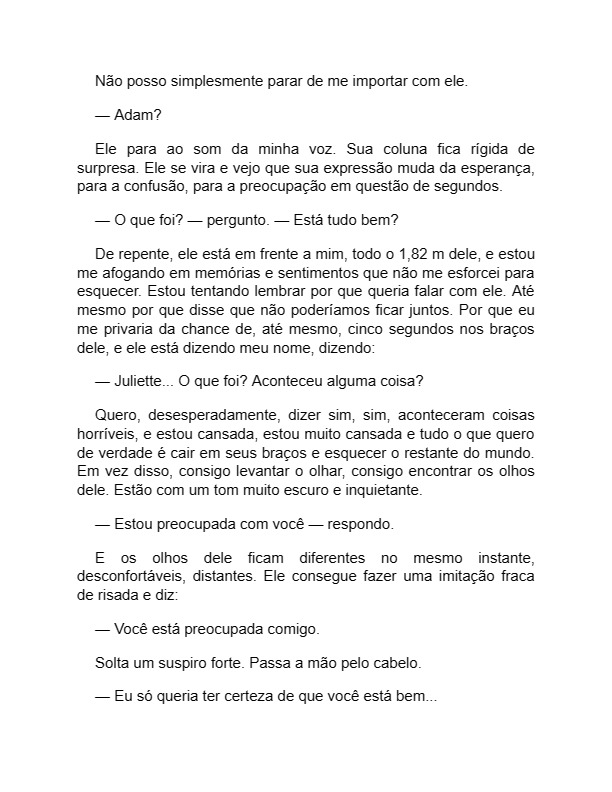 Não posso simplesmente parar de me importar com ele.
— Adam?
Ele para ao som da minha voz. Sua coluna fica rígida de
surpresa. Ele se vira e vejo que sua expressão muda da esperança,
para a confusão, para a preocupação em questão de segundos.
— O que foi? — pergunto. — Está tudo bem?
De repente, ele está em frente a mim, todo o 1,82 m dele, e estou
me afogando em memórias e sentimentos que não me esforcei para
esquecer. Estou tentando lembrar por que queria falar com ele. Até
mesmo por que disse que não poderíamos ficar juntos. Por que eu
me privaria da chance de, até mesmo, cinco segundos nos braços
dele, e ele está dizendo meu nome, dizendo:
— Juliette... O que foi? Aconteceu alguma coisa?
Quero, desesperadamente, dizer sim, sim, aconteceram coisas
horríveis, e estou cansada, estou muito cansada e tudo o que quero
de verdade é cair em seus braços e esquecer o restante do mundo.
Em vez disso, consigo levantar o olhar, consigo encontrar os olhos
dele. Estão com um tom muito escuro e inquietante.
— Estou preocupada com você — respondo.
E os olhos dele ficam diferentes no mesmo instante,
desconfortáveis, distantes. Ele consegue fazer uma imitação fraca
de risada e diz:
— Você está preocupada comigo.
Solta um suspiro forte. Passa a mão pelo cabelo.
— Eu só queria ter certeza de que você está bem...